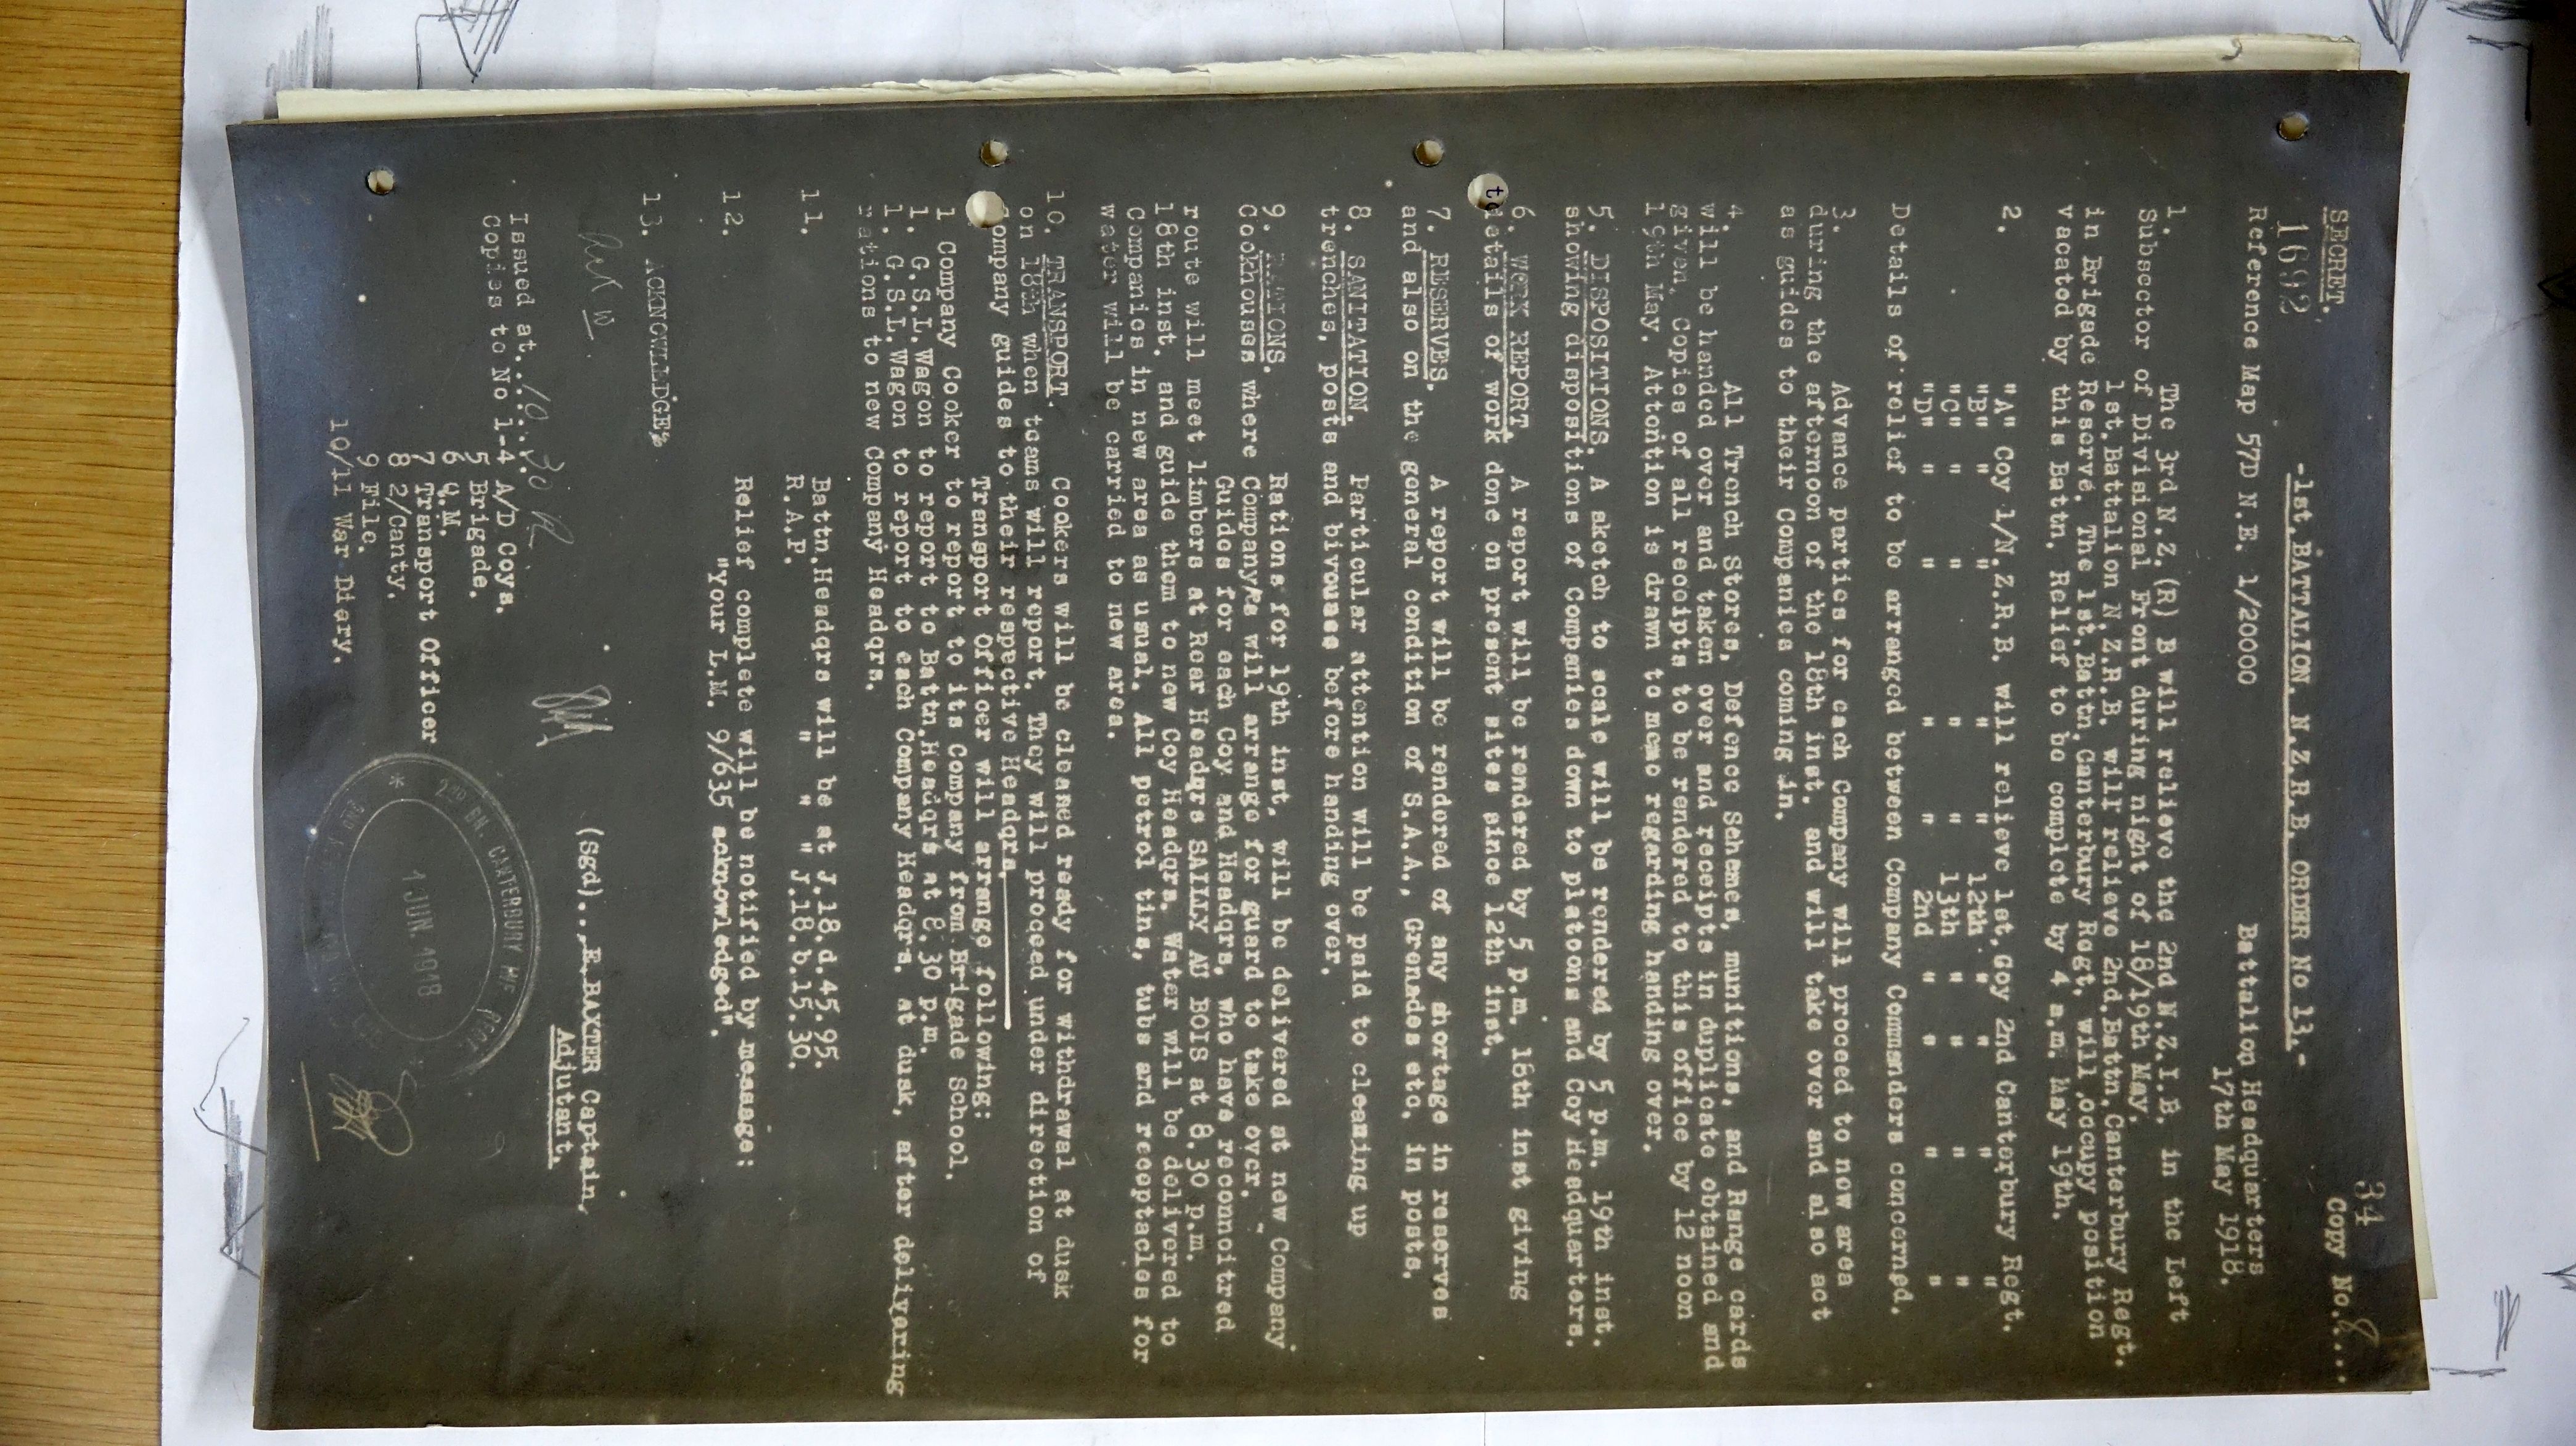 34
SECRET.
Copy No. 8....
1692
-1st. BATTALION. N.Z.R.B. ORDER No 13.-
Reference Map 57D N.E. 1/20000
Battalion Headquarters
17th May 1918.
1. The 3rd N.Z.(R) B will relieve the 2nd N.Z.I.B. in the Left
Subsector of Divisional Front during night of 18/19th May.
1st.Battalion N Z.R.B. will relieve 2nd.Battn.Canterbury Regt.
in Brigade Reserve. The 1st.Battn.Canterbury Regt. will occupy position
vacated by this Battn. Relief to be complete by 4 a.m. May 19th.
2. "A" Coy 1/N.Z.R.B. will relieve 1st.Coy 2nd Canterbury Regt.
"B" " " " " 12th " " " "
"C" " " " " 13th " " " "
"D" " " " " 2nd " " " "
Details of relief to be arranged between Company Commanders concerned.
3. Advance parties for each Company will proceed to now area
during the afternoon of the 18th inst. and will take over and also act
as guides to their Companies coming in.
4. All Trench Stores, Defence Schemes, munitions, and Range cards
will be handed over and taken over and receipts in duplicate obtained and
given, Copies of all receipts to be rendered to this office by 12 noon
19th May. Attention is drawn to memo regarding handing over.
5. DISPOSITIONS. A sketch to scale will be rendered by 5 p.m. 19th inst.
showing dispositions of Companies down to platoons and Coy Headquarters.
6. WORK REPORT. A report will be rendered by 5 p.m. 18th inst giving
details of work done on present sites since 12th inst.
7. RESERVES. A report will be rendered of any shortage in reserves
and also on the general condition of S.A.A., Grenades etc. in posts.
8. SANITATION. Particular attention will be paid to cleaning up
trenches, posts and bivouacs before handing over.
9. RATIONS. Rations for 19th inst. will be delivered at new Company
Cookhouses where Company/s will arrange for guard to take over.
Guides for each Coy and Headqrs. who have reconnoitred
route will meet limbers at Rear Headqrs SAILLY AU BOIS at 8.30 p.m.
18th inst. and guide them to new Coy Headqrs. Water will be delivered to
Companies in new area as usual. All petrol tins, tubs and receptacles for
water will be carried to new area.
10. TRANSPORT Cookers will be cleaned ready for withdrawal at dusk
on 18th when teams will report. They will proceed under direction of
Company guides to their respective Headqrs.
Transport Officer will arrange following:
1 Company Cooker to report to its Company from Brigade School.
1. G.S.L.Wagon to report to Battn.Headqrs at 8.30 p.m.
1. G.S.L.Wagon to report to each Company Headqrs. at dusk, after delivering
rations to new Company Headqrs.
11. Battn.Headqrs will be at J.18.d.45.95.
R.A.P. " " " J.18.b.15.30.
12. Relief complete will be notified by message:
"Your L.M. 9/635 acknowledged".
13. ACKNOWLEDGE.
(Sgd)...E.BAXTER Captain,
Adjutant.
Issued at...10.30
Copies to No 1-4 A/D Coys.
5 Brigade.
6 Q.M.
7 Transport Officer
8 2/Canty.
9 File.
10/11 War Diary.
2ND BN. CANTERBURY INF REGT
1 JUN. 1918